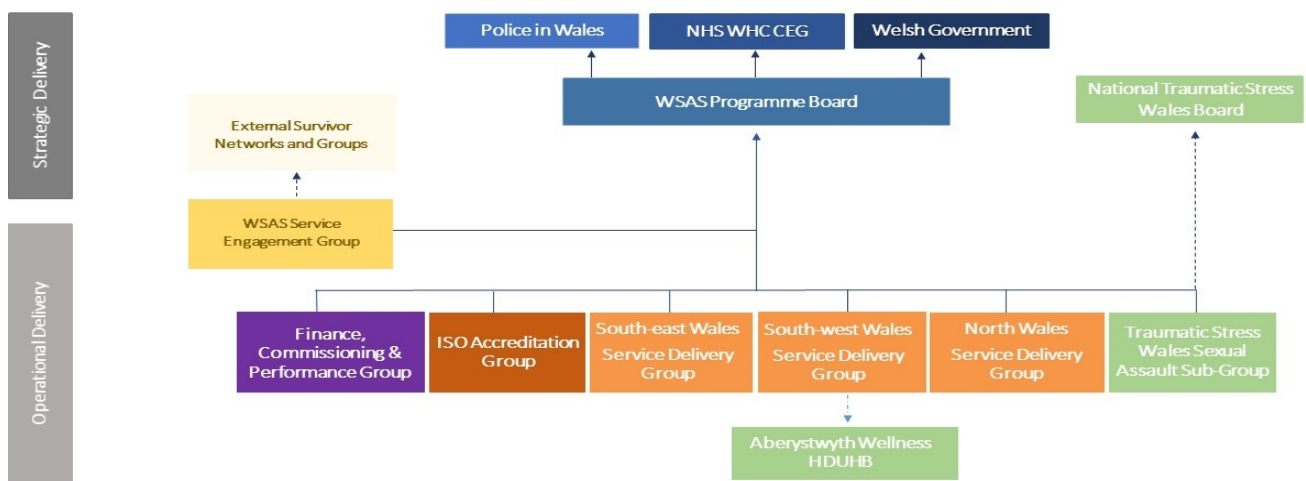 Strategic Delivery
Police in Wales
NHS WHC CEG
Welsh Government
WSAS Programme Board
National Traumatic Stress
Wales Board
External Survivor
Networks and Groups
WSAS Service
Engagement Group
Operational Delivery
Finance,
Commissioning &
Performance Group
ISO Accreditation
Group
South-east Wales
Service Delivery
Group
South-west Wales
Service Delivery
Group
North Wales
Service Delivery
Group
Traumatic Stress
Wales Sexual
Assault Sub-Group
Aberystwyth Wellness
HDUHB